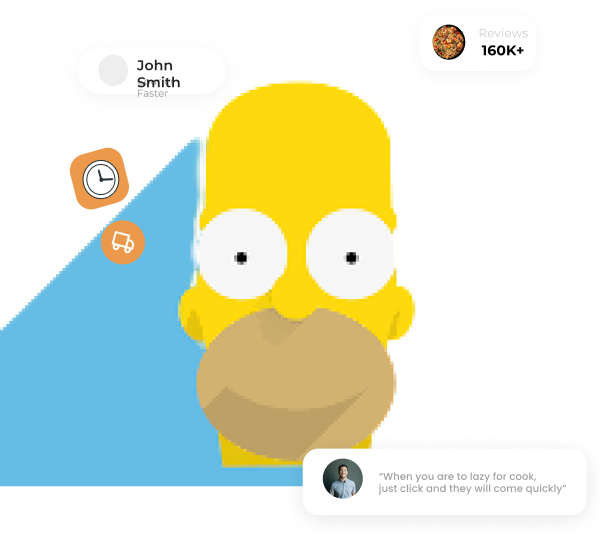 Reviews
160K+
John
Smith
Faster
“When you are to lazy for cook,
just click and they will come quickly”